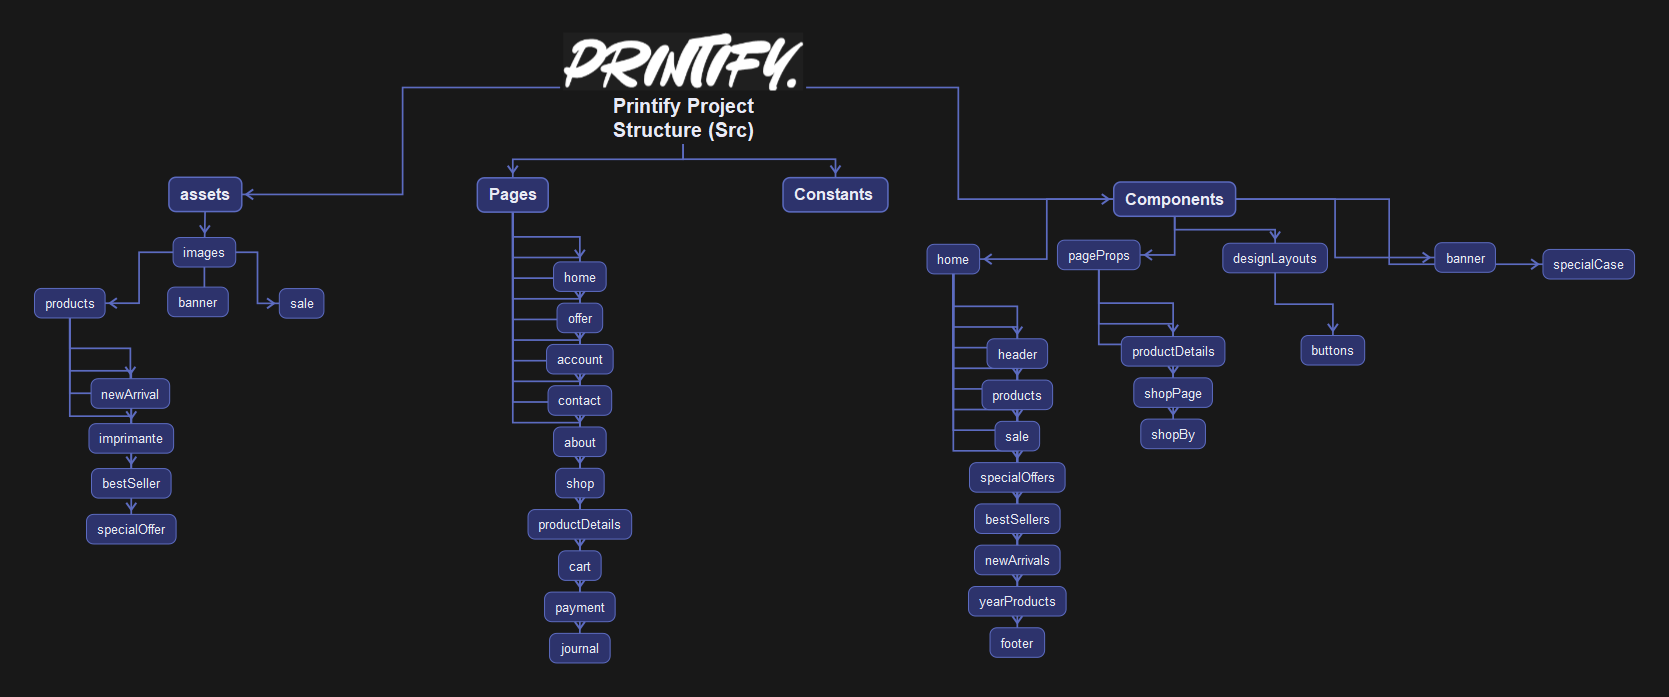 PRINTIFY.
Printify Project
Structure (Src)
assets
Pages
Constants
Components
images
products
banner
sale
newArrival
imprimante
bestSeller
specialOffer
home
offer
account
contact
about
shop
productDetails
cart
payment
journal
home
pageProps
designLayouts
banner
specialCase
header
products
sale
specialOffers
bestSellers
newArrivals
yearProducts
footer
productDetails
shopPage
shopBy
buttons